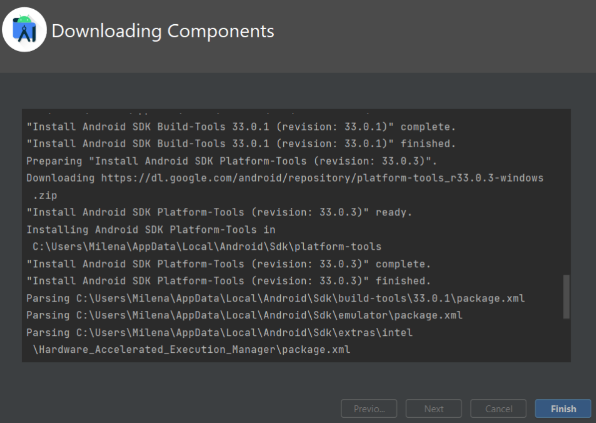 Downloading Components
"Install Android SDK Build-Tools 33.0.1 (revision: 33.0.1)" complete.
"Install Android SDK Build-Tools 33.0.1 (revision: 33.0.1)" finished.
Preparing "Install Android SDK Platform-Tools (revision: 33.0.3)".
Downloading https://dl.google.com/android/repository/platform-tools_r33.0.3-windows
.zip
"Install Android SDK Platform-Tools (revision: 33.0.3)" ready.
Installing Android SDK Platform-Tools in
C:\Users\Milena\AppData\Local\Android\Sdk\platform-tools
"Install Android SDK Platform-Tools (revision: 33.0.3)" complete.
"Install Android SDK Platform-Tools (revision: 33.0.3)" finished.
Parsing C:\Users\Milena\AppData\Local\Android\Sdk\build-tools\33.0.1\package.xml
Parsing C:\Users\Milena\AppData\Local\Android\Sdk\emulator\package.xml
Parsing C:\Users\Milena\AppData\Local\Android\Sdk\extras\intel
\Hardware_Accelerated_Execution_Manager\package.xml
Previo... Next Cancel Finish